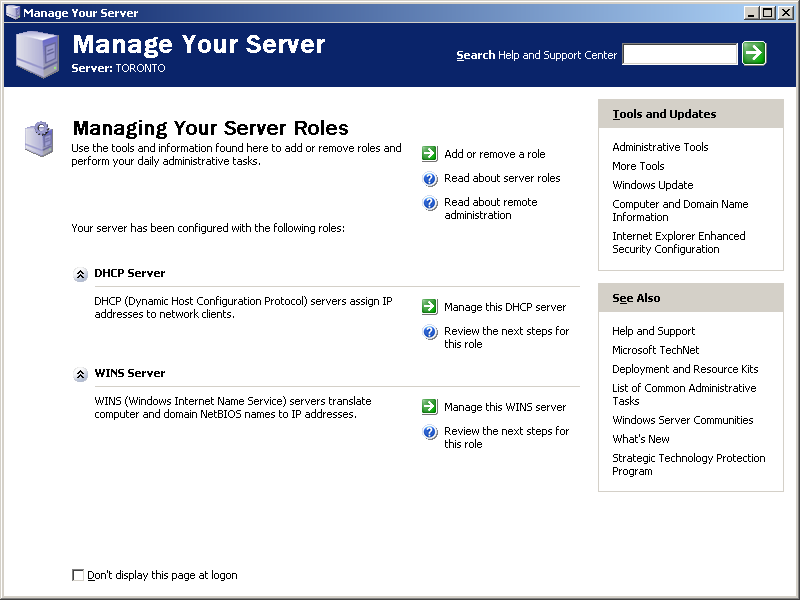 Manage Your Server
Manage Your Server
Server: TORONTO
Search Help and Support Center
Managing Your Server Roles
Use the tools and information found here to add or remove roles and
perform your daily administrative tasks.
Add or remove a role
Read about server roles
Read about remote
administration
Your server has been configured with the following roles:
DHCP Server
DHCP (Dynamic Host Configuration Protocol) servers assign IP
addresses to network clients.
Manage this DHCP server
Review the next steps for
this role
WINS Server
WINS (Windows Internet Name Service) servers translate
computer and domain NetBIOS names to IP addresses.
Manage this WINS server
Review the next steps for
this role
Don't display this page at logon
Tools and Updates
Administrative Tools
More Tools
Windows Update
Computer and Domain Name
Information
Internet Explorer Enhanced
Security Configuration
See Also
Help and Support
Microsoft TechNet
Deployment and Resource Kits
List of Common Administrative
Tasks
Windows Server Communities
What's New
Strategic Technology Protection
Program